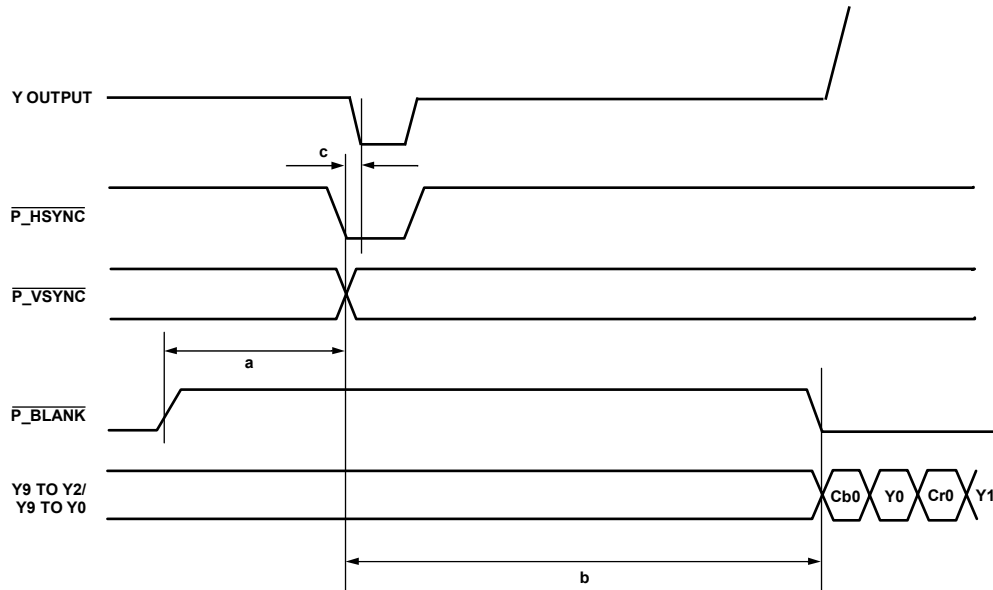 Y OUTPUT
c
P_HSYNC
P_VSYNC
a
P_BLANK
Y9 TO Y2/
Y9 TO Y0
Cb0 Y0 Cr0 Y1
b